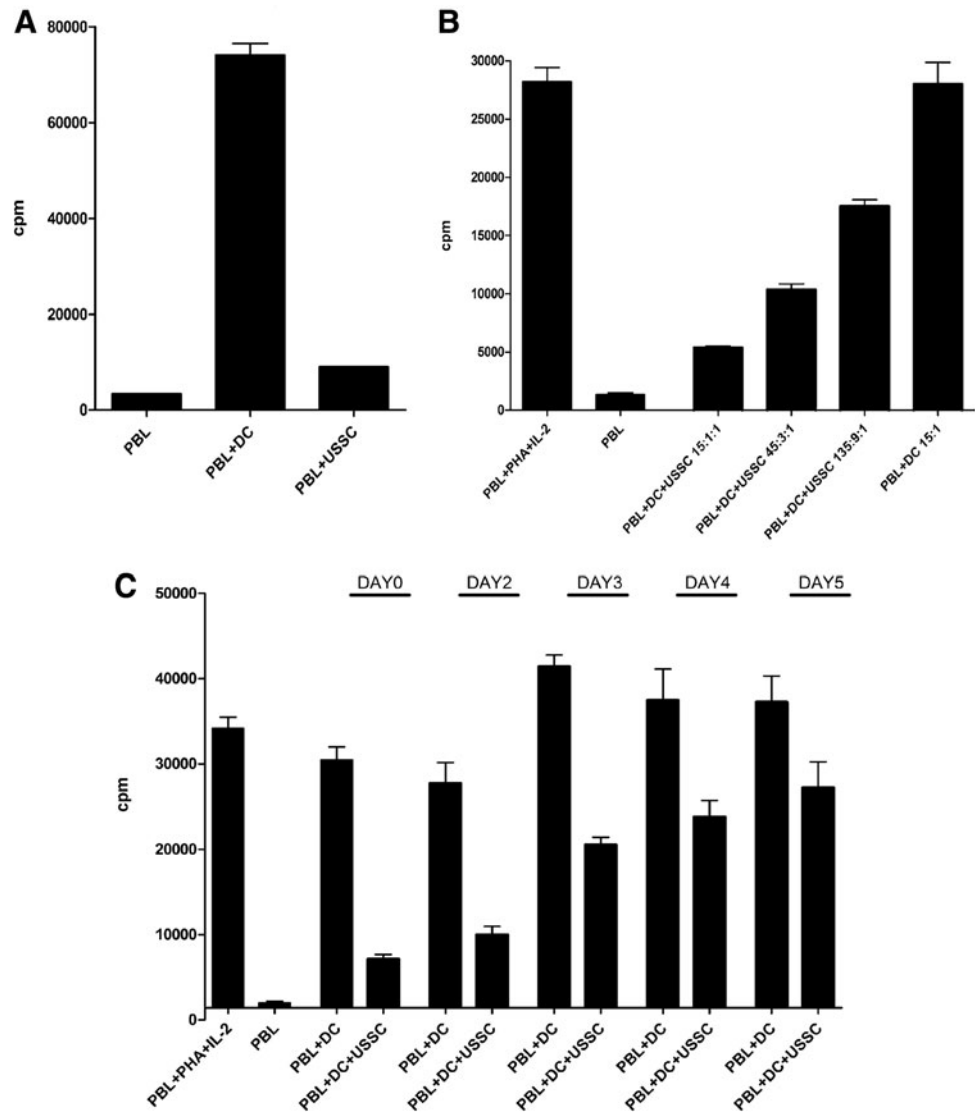 A
80000
60000
40000
20000
0
cpm
PBL
PBL+DC
PBL+USSC
B
30000
25000
20000
15000
10000
5000
0
cpm
PBL+PHA+IL-2
PBL
PBL+DC+USSC 15:1:1
PBL+DC+USSC 45:3:1
PBL+DC+USSC 135:9:1
PBL+DC 15:1
C
DAY0
DAY2
DAY3
DAY4
DAY5
50000
40000
30000
20000
10000
0
cpm
PBL+PHA+IL-2
PBL
PBL+DC
PBL+DC+USSC
PBL+DC
PBL+DC+USSC
PBL+DC
PBL+DC+USSC
PBL+DC
PBL+DC+USSC
PBL+DC
PBL+DC+USSC